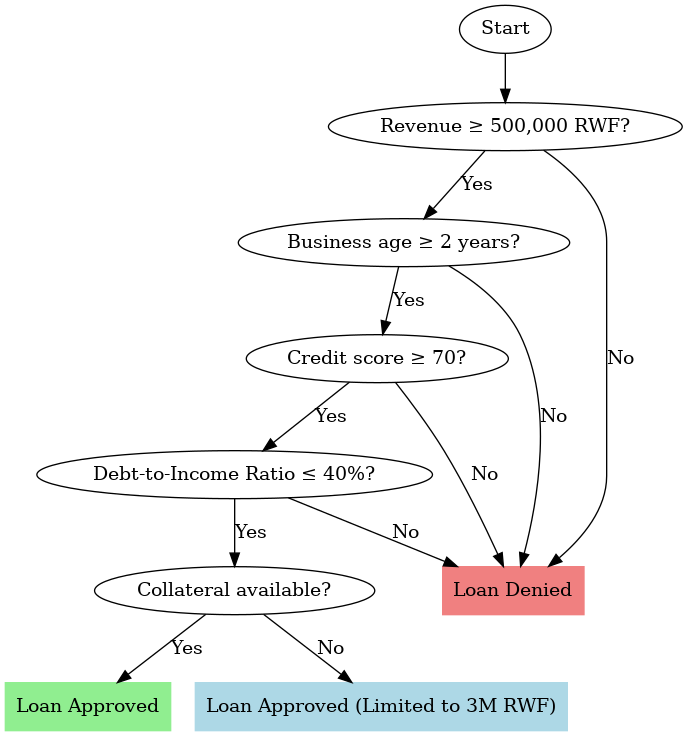 Start
Revenue ≥ 500,000 RWF?
Yes
Business age ≥ 2 years?
Yes
Credit score ≥ 70?
No
Yes
No
Debt-to-Income Ratio ≤ 40%?
No
Yes
No
Collateral available?
Loan Denied
Yes
No
Loan Approved
Loan Approved (Limited to 3M RWF)